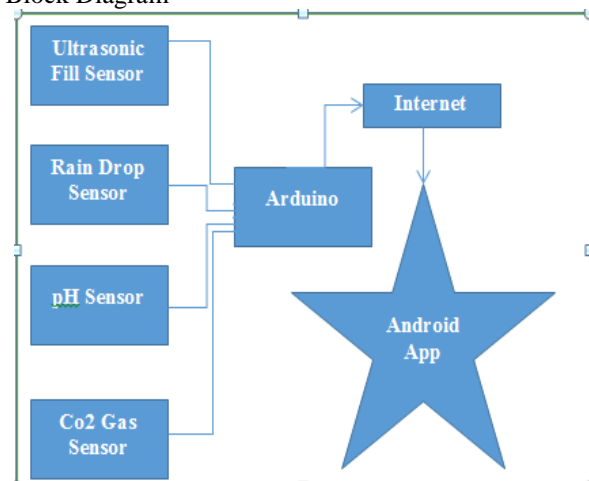 Block Diagram
Ultrasonic
Fill Sensor
Rain Drop
Sensor
pH Sensor
Co2 Gas
Sensor
Arduino
Internet
Android
App